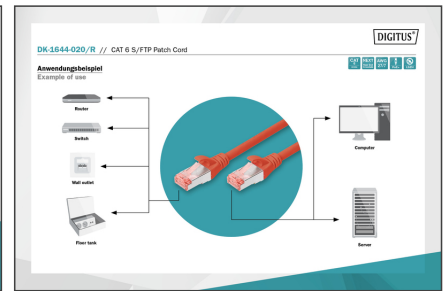 DIGITUS®
DK-1644-020/R // CAT 6 S/FTP Patch Cord
Anwendungsbeispiel
Example of use
Router
Switch
Wall outlet
Floor tank
Computer
Server